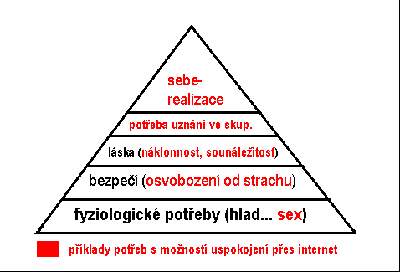 sebe-
realizace
potřeba uznání ve skup.
láska (náklonnost, sounáležitost)
bezpečí (osvobození od strachu)
fyziologické potřeby (hlad... sex)
příklady potřeb s možností uspokojení přes internet